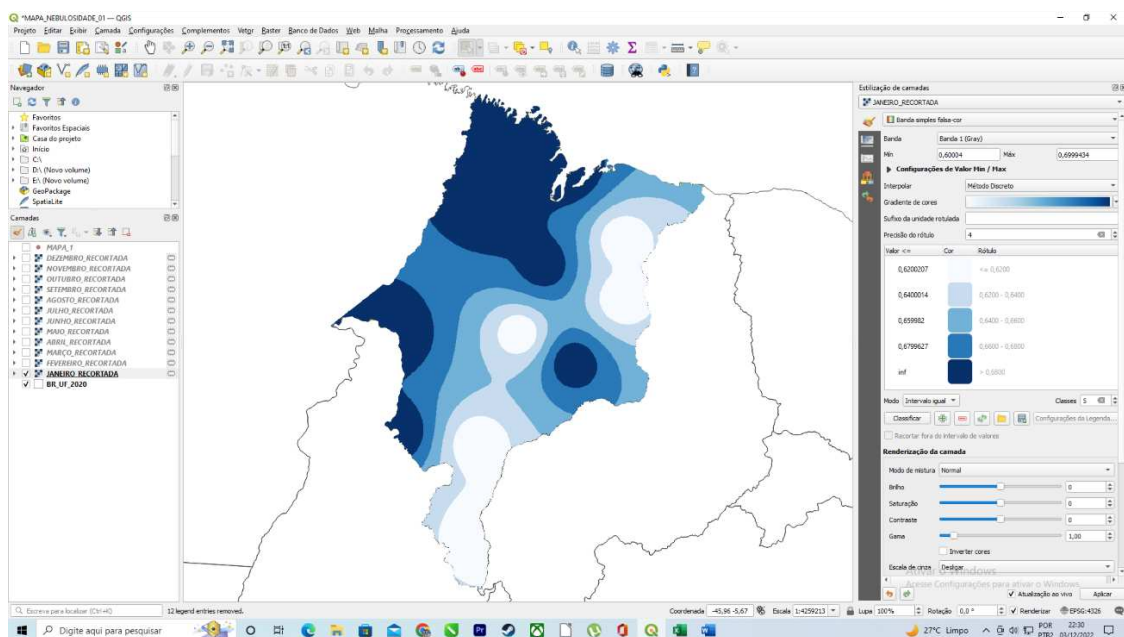 *MAPA_NEBULOSIDADE_01 — QGIS
Projeto Editar Exibir Camada Configurações Complementos Vetor Raster Banco de Dados Web Malha Processamento Ajuda
Navegador
Favoritos
Favoritos Espaciais
Casa do projeto
Início
C:\
D:\ (Novo volume)
E:\ (Novo volume)
GeoPackage
SpatiaLite
Camadas
MAPA_1
DEZEMBRO_RECORTADA
NOVEMBRO_RECORTADA
OUTUBRO_RECORTADA
SETEMBRO_RECORTADA
AGOSTO_RECORTADA
JULHO_RECORTADA
JUNHO_RECORTADA
MAIO_RECORTADA
ABRIL_RECORTADA
MARÇO_RECORTADA
FEVEREIRO_RECORTADA
JANEIRO_RECORTADA
BR_UF_2020
Estilização de camadas
JANEIRO_RECORTADA
Banda simples falsa-cor
Banda Banda 1 (Gray)
Mín 0,60004 Máx 0,6999434
Configurações de Valor Min / Max
Interpolar Método Discreto
Gradiente de cores
Sufixo da unidade rotulada
Precisão do rótulo 4
Valor <= Cor Rótulo
0,6200207 <= 0,6200
0,6400014 0,6200 - 0,6400
0,659982 0,6400 - 0,6600
0,6799627 0,6600 - 0,6800
inf > 0,6800
Modo Intervalo igual Classes 5
Classificar Configurações da Legenda...
Recortar fora do intervalo de valores
Renderização da camada
Modo de mistura Normal
Brilho 0
Saturação 0
Contraste 0
Gama 1,00
Inverter cores
Escala de cinza Desligar
Ativar o Windows
Acesse Configurações para ativar o Windows.
Atualização ao vivo Aplicar
Escreva para localizar (Ctrl+K) 12 legend entries removed. Coordenada -45,96 -5,67 Escala 1:4259213 Lupa 100% Rotação 0,0 ° Renderizar EPSG:4326
Digite aqui para pesquisar 27°C Limpo POR 22:30
PTB2 03/12/2022